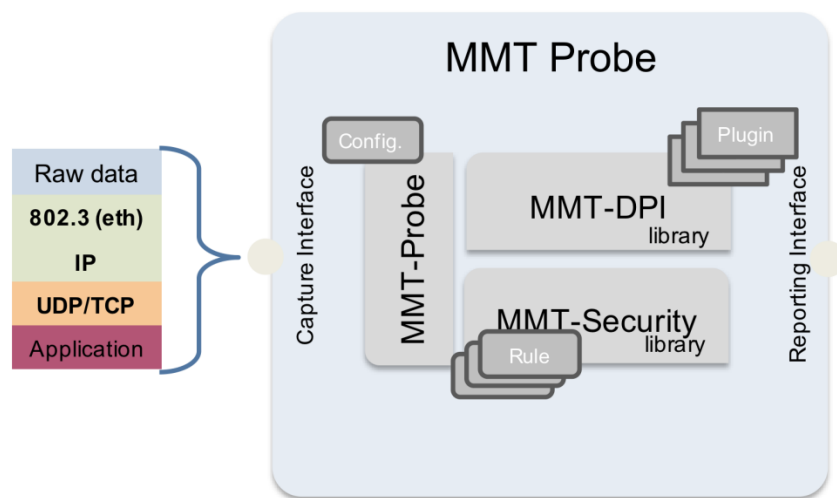 MMT Probe
Raw data
802.3 (eth)
IP
UDP/TCP
Application
Capture Interface
Config.
MMT-Probe
Plugin
MMT-DPI
library
MMT-Security
library
Rule
Reporting Interface